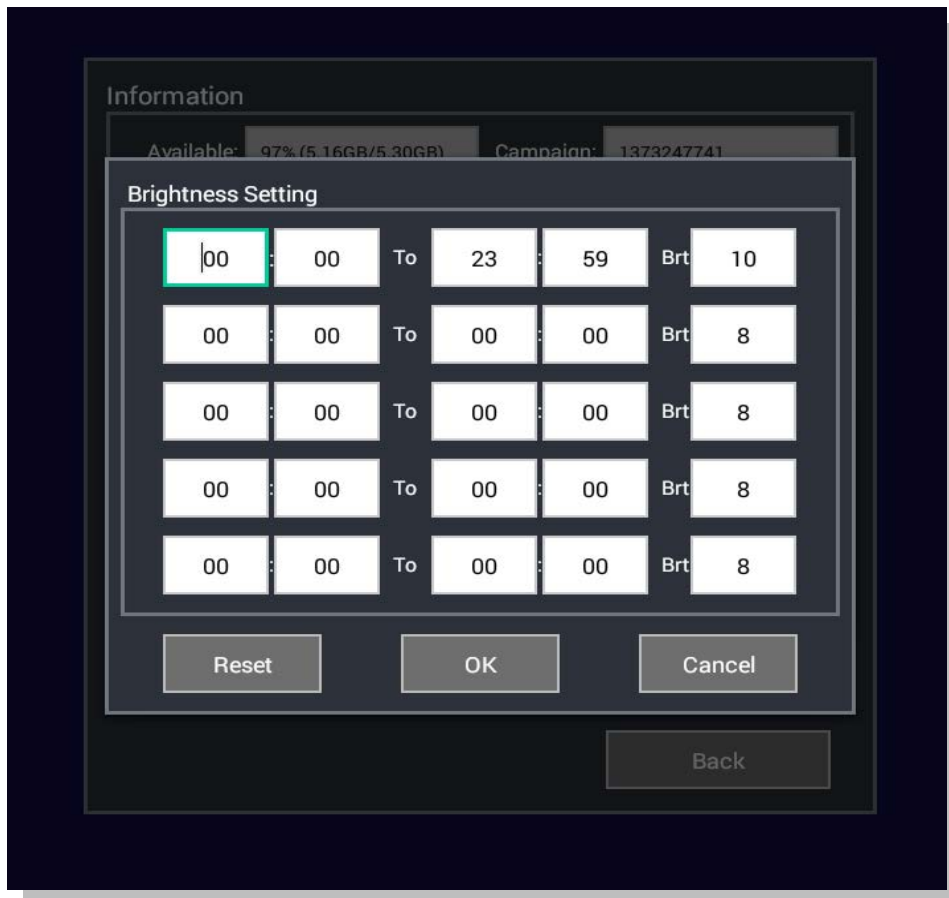 Information
Available: 97% (5.16GB/5.30GB) Campaign: 1373247741
Brightness Setting
00 : 00 To 23 : 59 Brt 10
00 : 00 To 00 : 00 Brt 8
00 : 00 To 00 : 00 Brt 8
00 : 00 To 00 : 00 Brt 8
00 : 00 To 00 : 00 Brt 8
Reset OK Cancel
Back